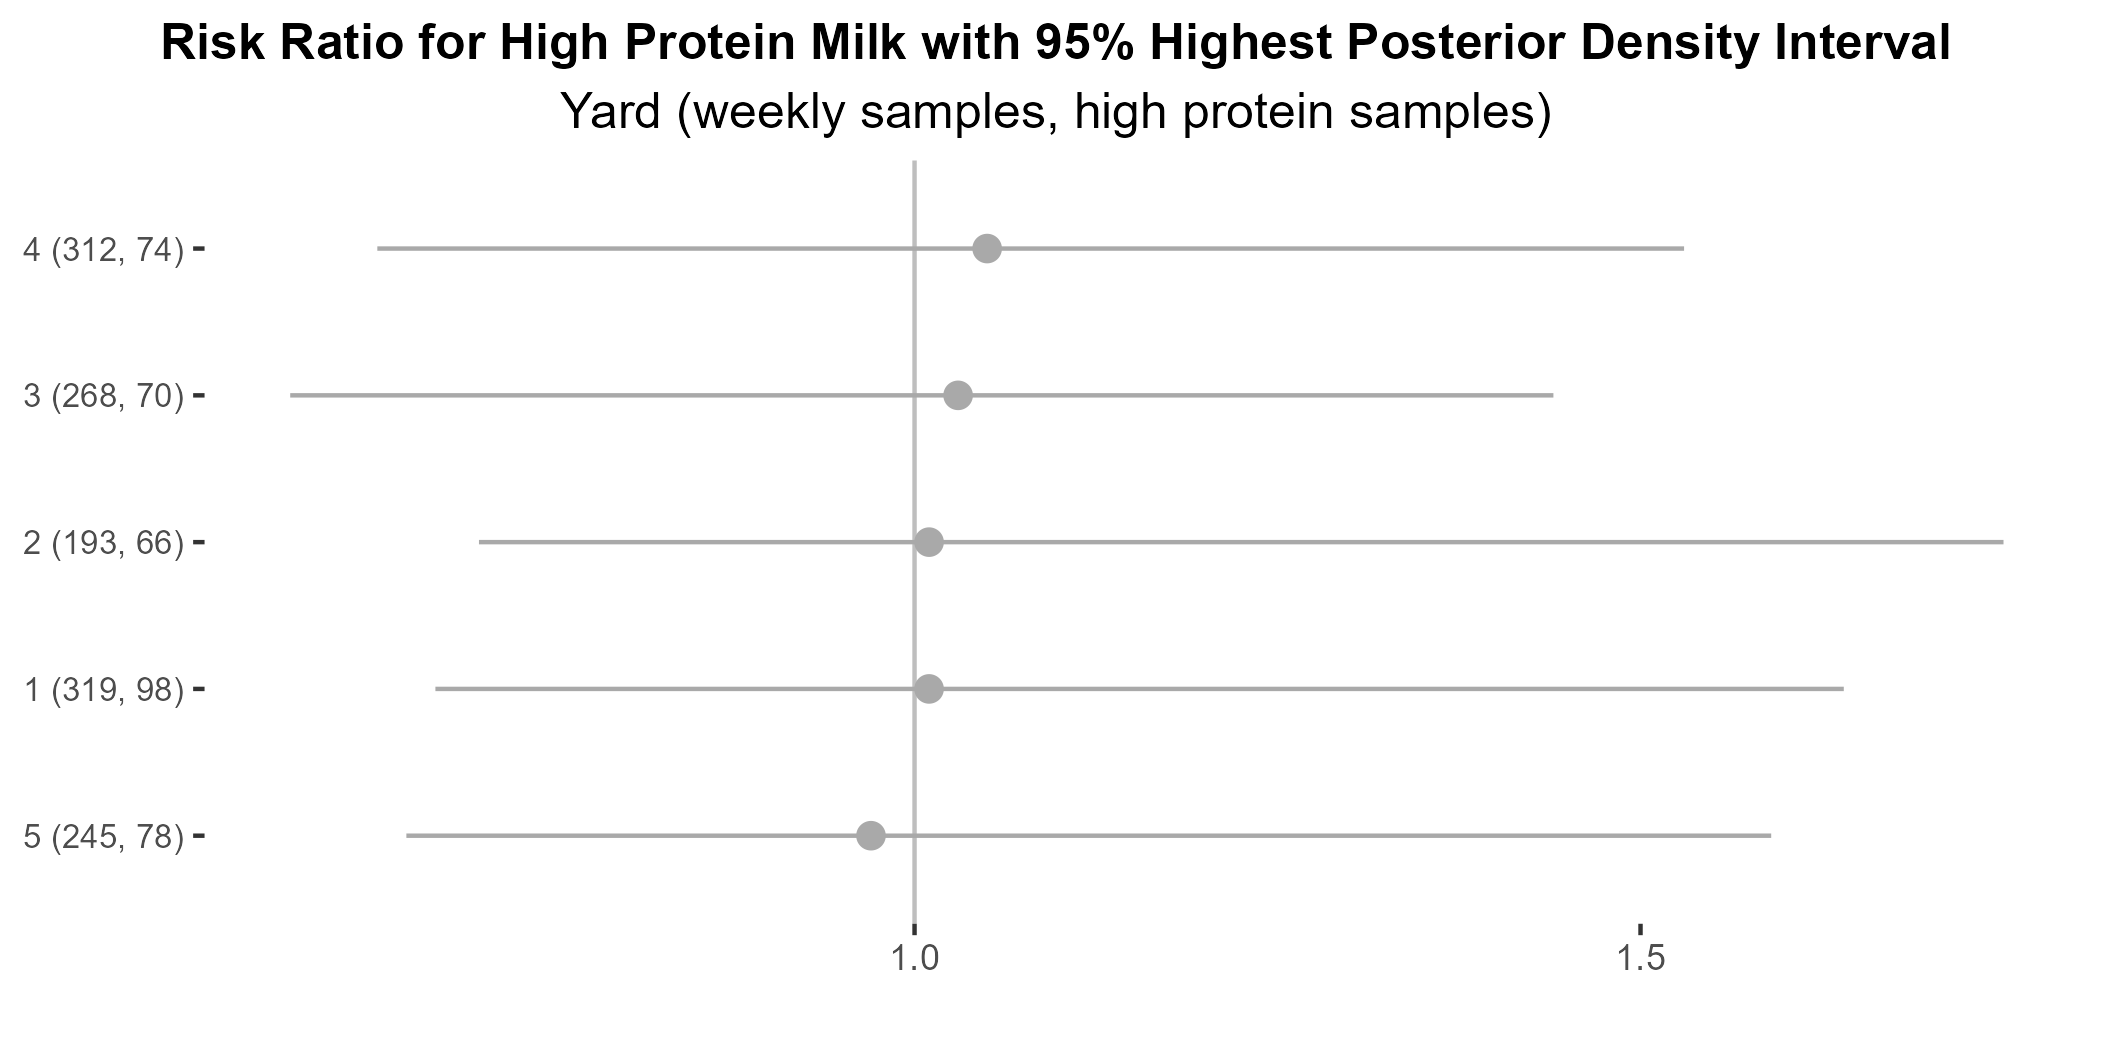 Risk Ratio for High Protein Milk with 95% Highest Posterior Density Interval
Yard (weekly samples, high protein samples)
4 (312, 74)
3 (268, 70)
2 (193, 66)
1 (319, 98)
5 (245, 78)
1.0
1.5